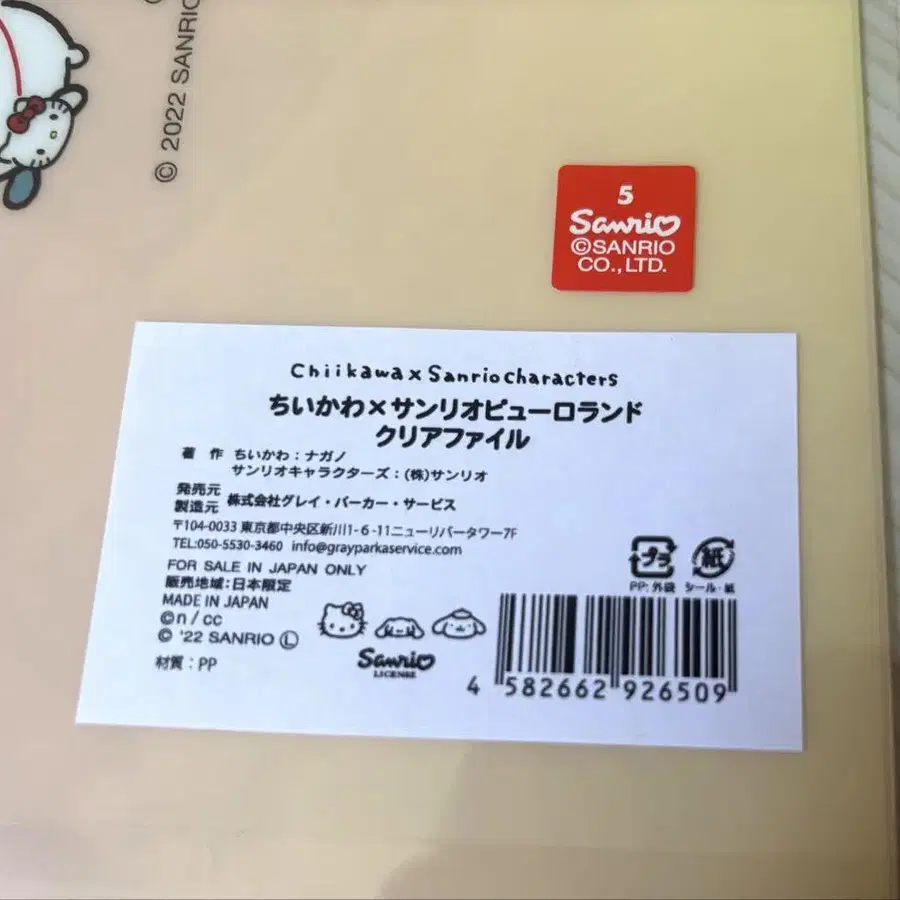 © 2022 SANRIO
5
Sanrio
©SANRIO
CO., LTD.
Chiikawa x Sanriocharacters
ちいかわ×サンリオピューロランド
クリアファイル
著 作 ちいかわ:ナガノ
サンリオキャラクターズ:(株)サンリオ
発売元
製造元 株式会社グレイ・パーカー・サービス
〒104-0033 東京都中央区新川1-6-11ニューリバータワー7F
TEL:050-5530-3460 info@grayparkaservice.com
FOR SALE IN JAPAN ONLY
販売地域:日本限定
MADE IN JAPAN
©n/cc
© '22 SANRIO Ⓛ
材質:PP
Sanrio
LICENSE
プラ
PP:外袋
紙
シール・紙
4 582662 926509